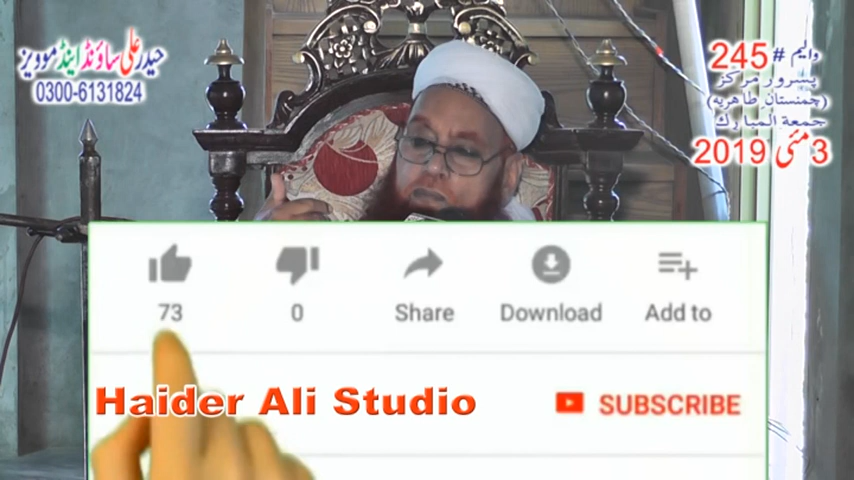 حیدر علی ساؤنڈ اینڈ موویز
0300-6131824
والیم # 245
پسرور مرکز
(چمنستان طاہریہ)
جمعۃ المبارک
3 مئی 2019
73
0
Share
Download
Add to
Haider Ali Studio
SUBSCRIBE